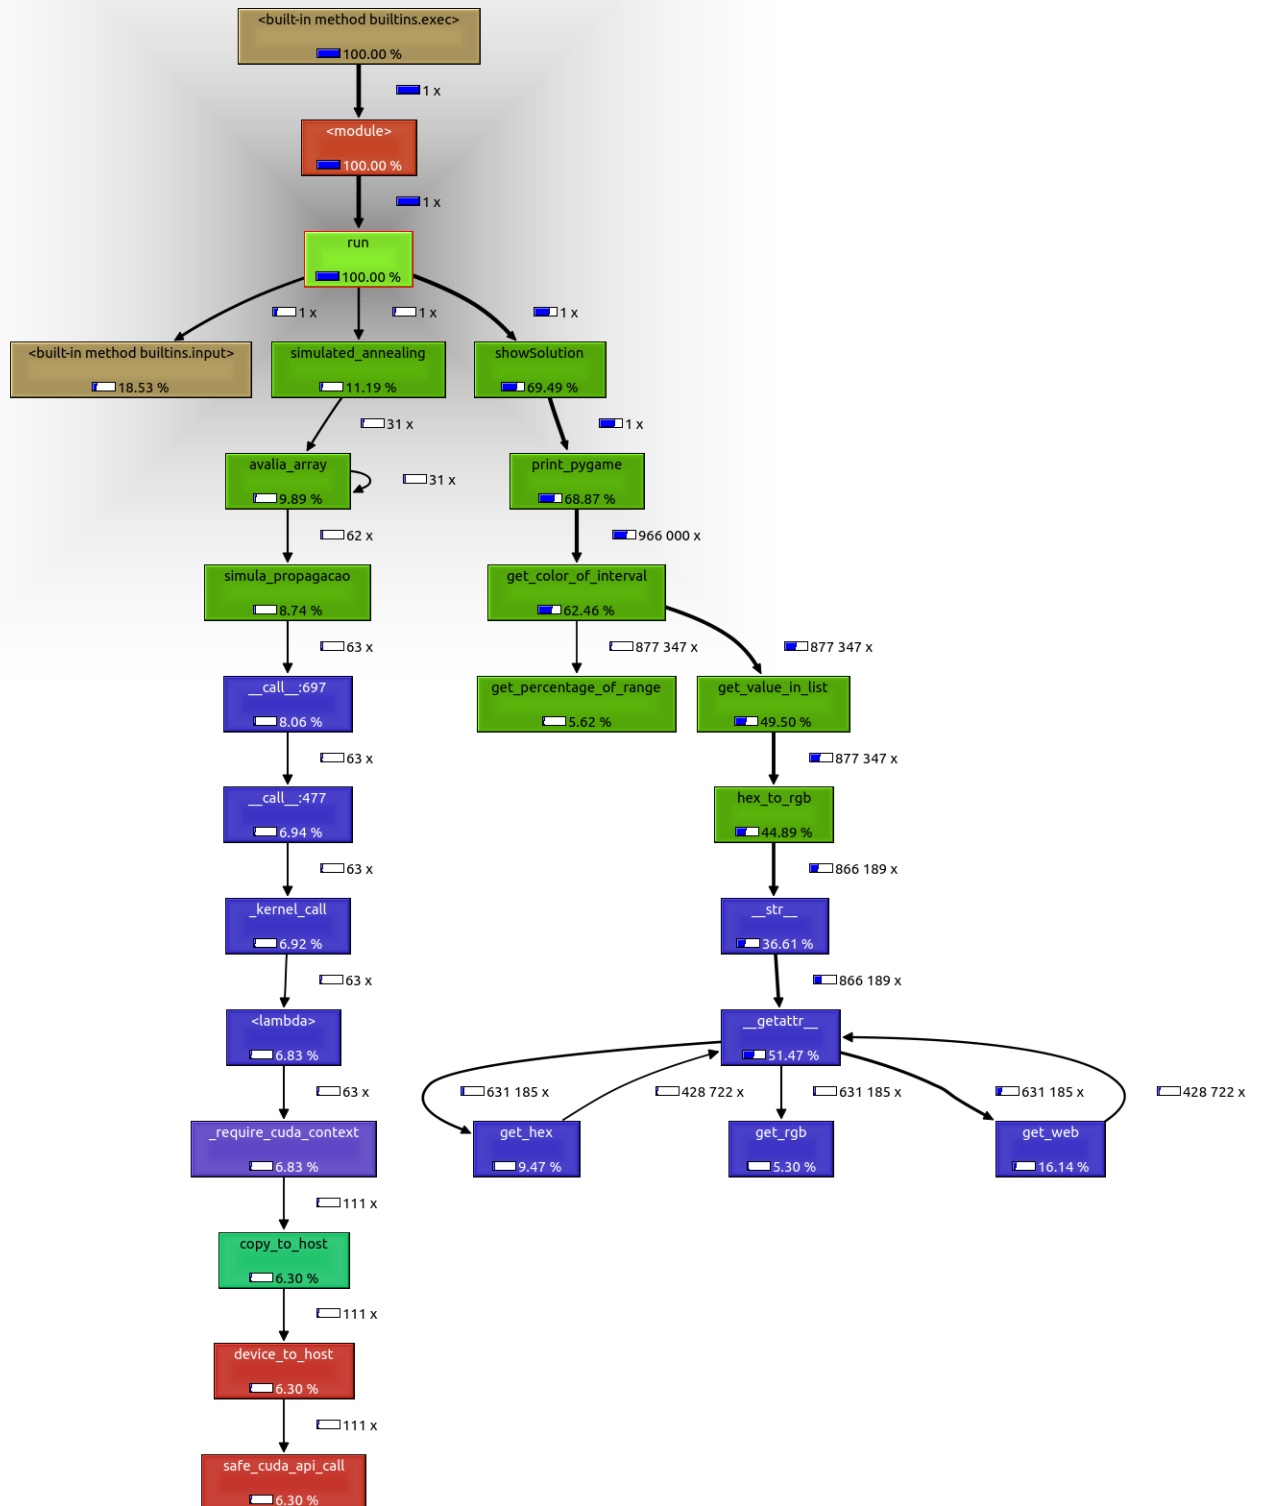 <built-in method builtins.exec>
100.00 %
1 x
<module>
100.00 %
1 x
run
100.00 %
1 x
1 x
1 x
<built-in method builtins.input>
18.53 %
simulated_annealing
11.19 %
showSolution
69.49 %
31 x
1 x
avalia_array
9.89 %
31 x
print_pygame
68.87 %
62 x
966 000 x
simula_propagacao
8.74 %
get_color_of_interval
62.46 %
63 x
877 347 x
877 347 x
__call__:697
8.06 %
get_percentage_of_range
5.62 %
get_value_in_list
49.50 %
63 x
877 347 x
__call__:477
6.94 %
hex_to_rgb
44.89 %
63 x
866 189 x
_kernel_call
6.92 %
__str__
36.61 %
63 x
866 189 x
<lambda>
6.83 %
__getattr__
51.47 %
63 x
631 185 x
428 722 x
631 185 x
631 185 x
428 722 x
_require_cuda_context
6.83 %
get_hex
9.47 %
get_rgb
5.30 %
get_web
16.14 %
111 x
copy_to_host
6.30 %
111 x
device_to_host
6.30 %
111 x
safe_cuda_api_call
6.30 %